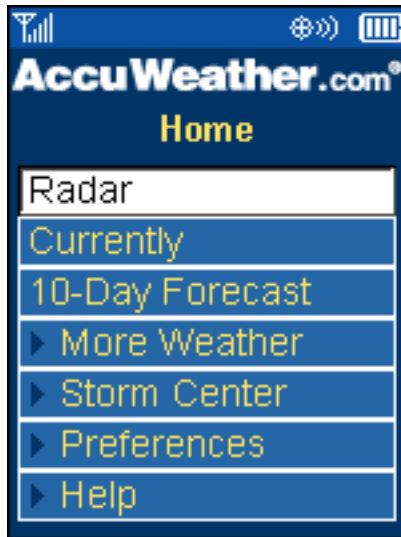 AccuWeather.com®
Home
Radar
Currently
10-Day Forecast
More Weather
Storm Center
Preferences
Help